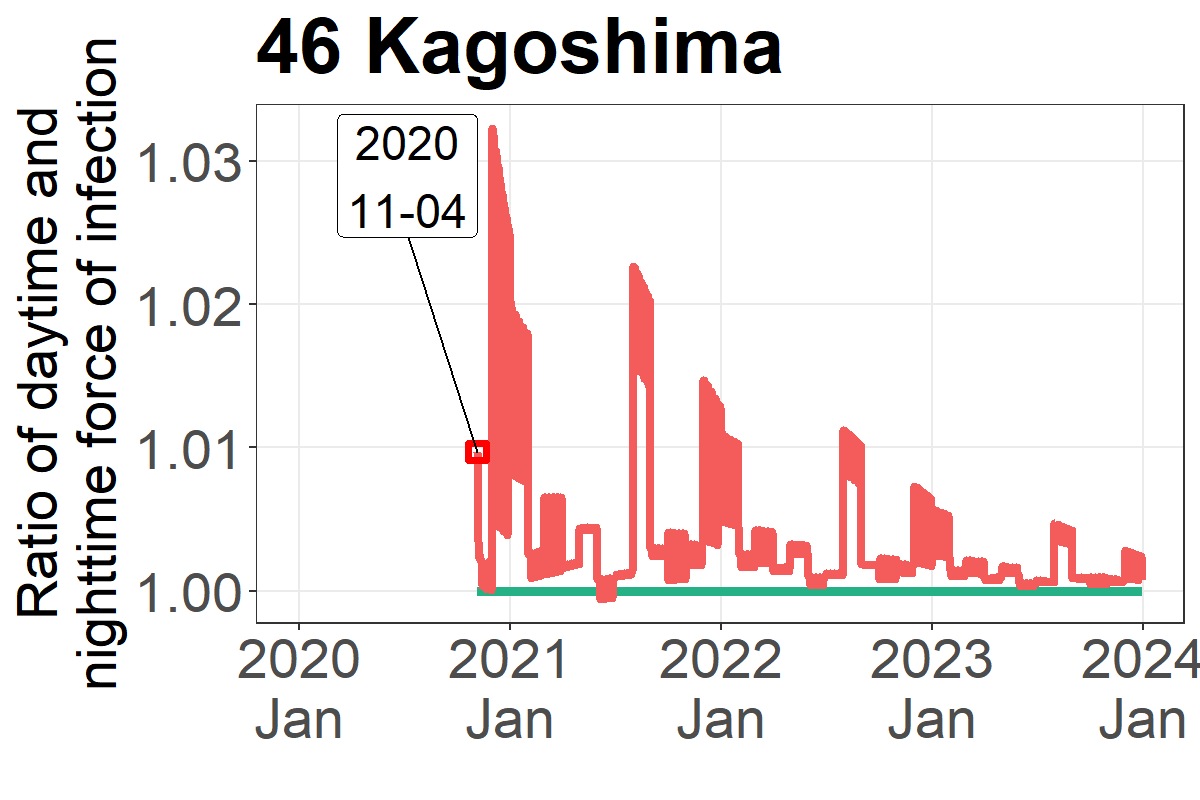 46 Kagoshima
Ratio of daytime and
nighttime force of infection
2020
11-04
1.03
1.02
1.01
1.00
2020
Jan
2021
Jan
2022
Jan
2023
Jan
2024
Jan